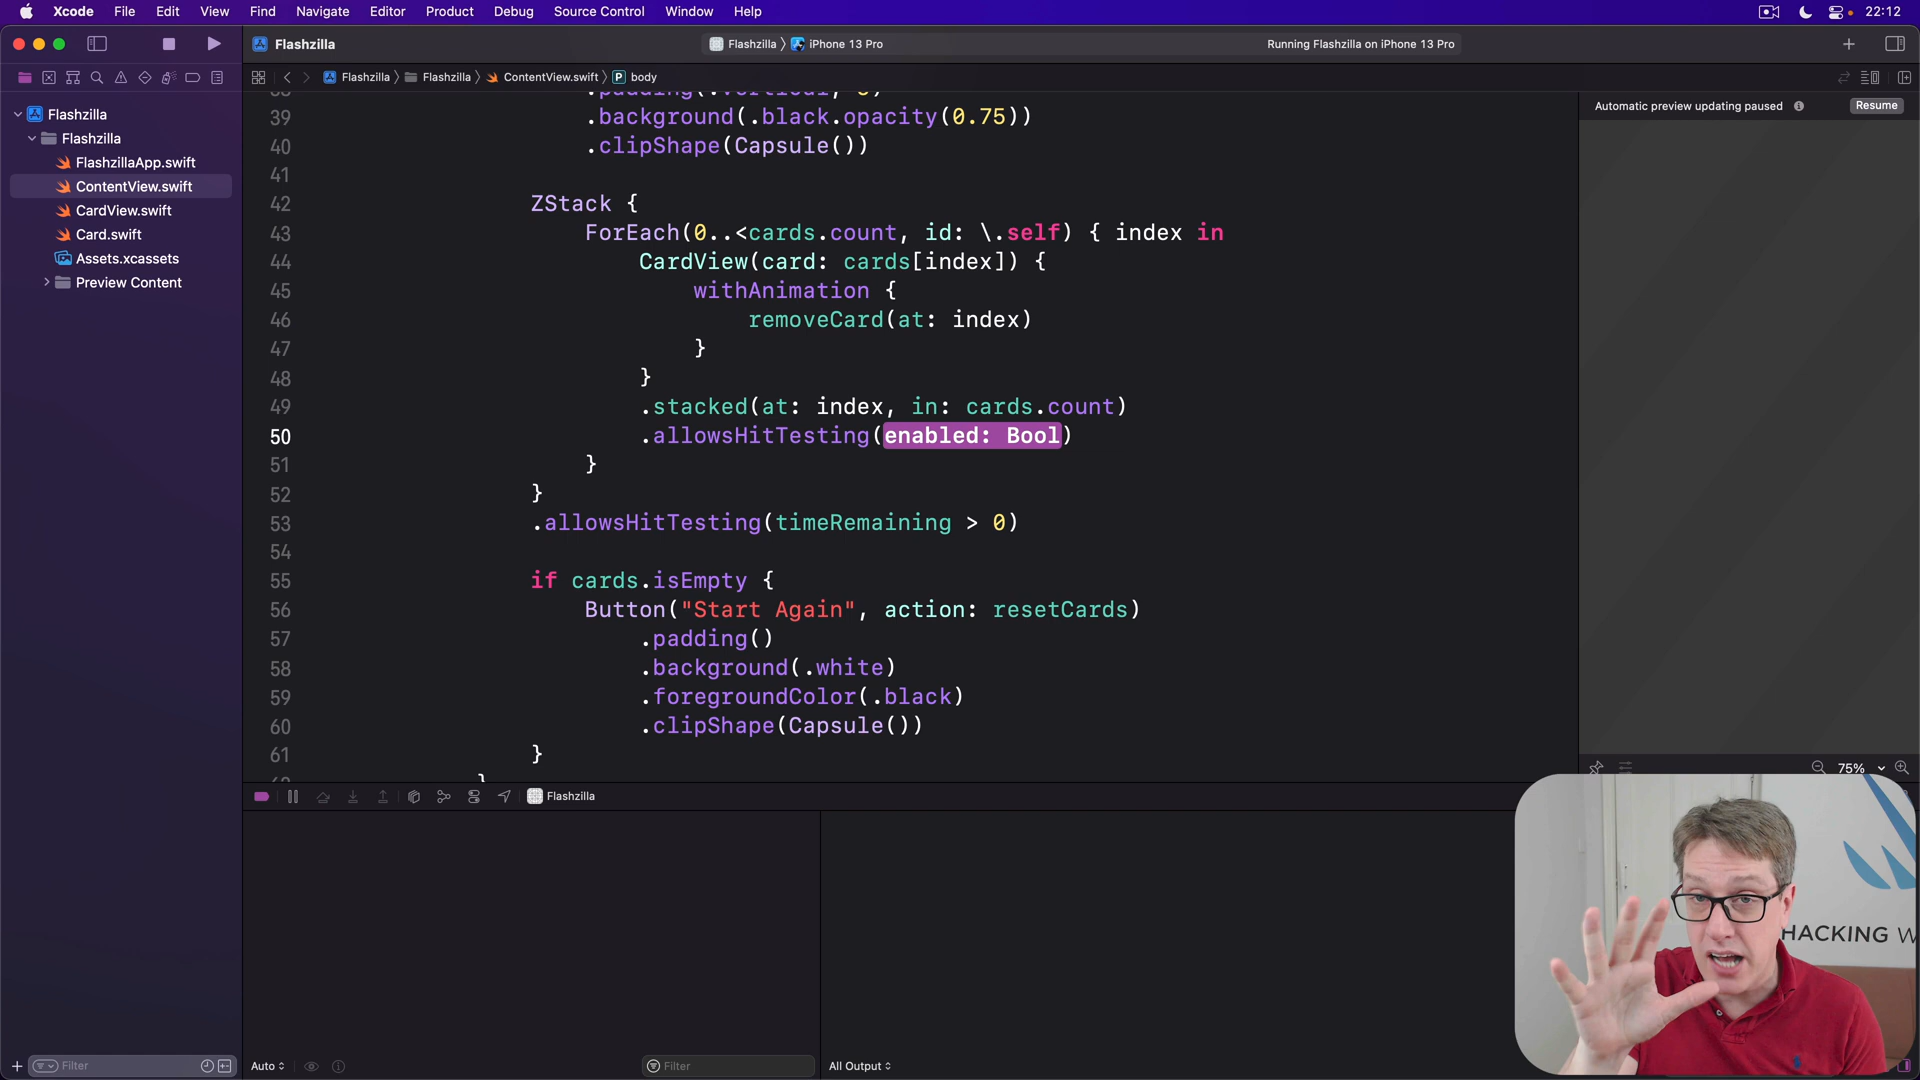 Xcode File Edit View Find Navigate Editor Product Debug Source Control Window Help 22:12
Flashzilla Flashzilla iPhone 13 Pro Running Flashzilla on iPhone 13 Pro
Flashzilla Flashzilla ContentView.swift P body
Automatic preview updating paused Resume
Flashzilla
Flashzilla
FlashzillaApp.swift
ContentView.swift
CardView.swift
Card.swift
Assets.xcassets
Preview Content
39 .background(.black.opacity(0.75))
40 .clipShape(Capsule())
41
42 ZStack {
43 ForEach(0..<cards.count, id: \.self) { index in
44 CardView(card: cards[index]) {
45 withAnimation {
46 removeCard(at: index)
47 }
48 }
49 .stacked(at: index, in: cards.count)
50 .allowsHitTesting(enabled: Bool)
51 }
52 }
53 .allowsHitTesting(timeRemaining > 0)
54
55 if cards.isEmpty {
56 Button("Start Again", action: resetCards)
57 .padding()
58 .background(.white)
59 .foregroundColor(.black)
60 .clipShape(Capsule())
61 }
75%
Flashzilla
HACKING W
Filter
Auto
Filter
All Output